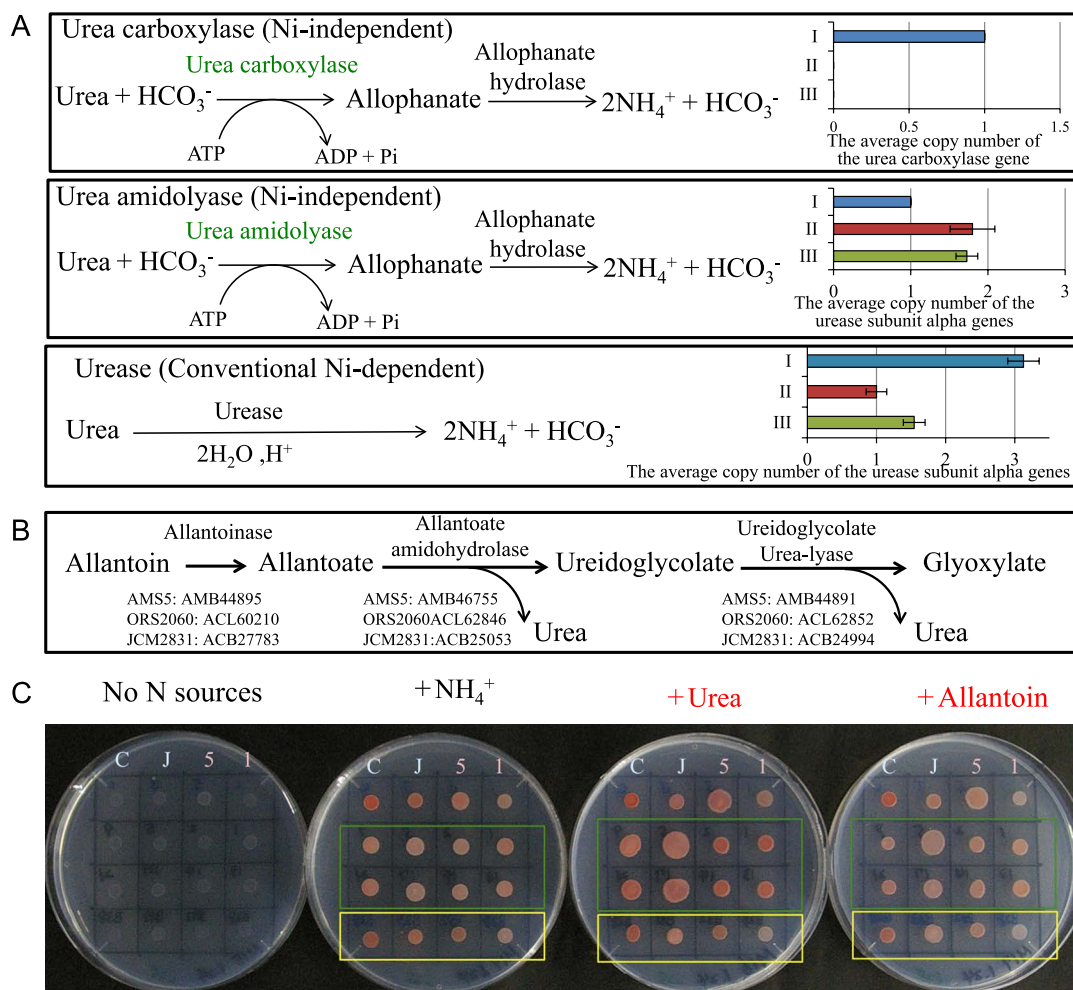 A
Urea carboxylase (Ni-independent)
Urea carboxylase
Allophanate
hydrolase
Urea + HCO₃⁻
Allophanate
2NH₄⁺ + HCO₃⁻
ATP
ADP + Pi
I
II
III
0 0.5 1 1.5
The average copy number of
the urea carboxylase gene
Urea amidolyase (Ni-independent)
Urea amidolyase
Allophanate
hydrolase
Urea + HCO₃⁻
Allophanate
2NH₄⁺ + HCO₃⁻
ATP
ADP + Pi
I
II
III
0 1 2 3
The average copy number of the
urease subunit alpha genes
Urease (Conventional Ni-dependent)
Urease
Urea
2NH₄⁺ + HCO₃⁻
2H₂O ,H⁺
I
II
III
0 1 2 3
The average copy number of the urease subunit alpha genes
B
Allantoinase
Allantoate
amidohydrolase
Ureidoglycolate
Urea-lyase
Allantoin
Allantoate
Ureidoglycolate
Glyoxylate
AMS5: AMB44895
ORS2060: ACL60210
JCM2831: ACB27783
AMS5: AMB46755
ORS2060ACL62846
JCM2831:ACB25053
Urea
AMS5: AMB44891
ORS2060: ACL62852
JCM2831: ACB24994
Urea
C
No N sources
+ NH₄⁺
+ Urea
+ Allantoin
C J 5 1
C J 5 1
C J 5 1
C J 5 1